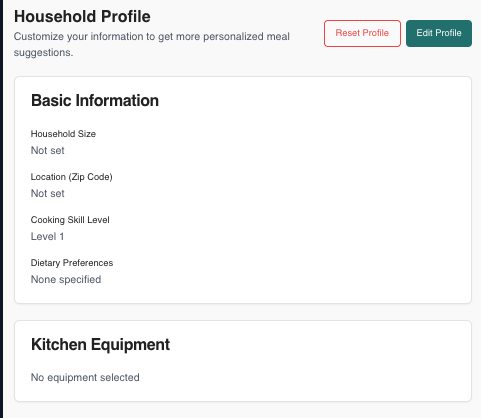 Household Profile
Customize your information to get more personalized meal
suggestions.
Reset Profile
Edit Profile
Basic Information
Household Size
Not set
Location (Zip Code)
Not set
Cooking Skill Level
Level 1
Dietary Preferences
None specified
Kitchen Equipment
No equipment selected